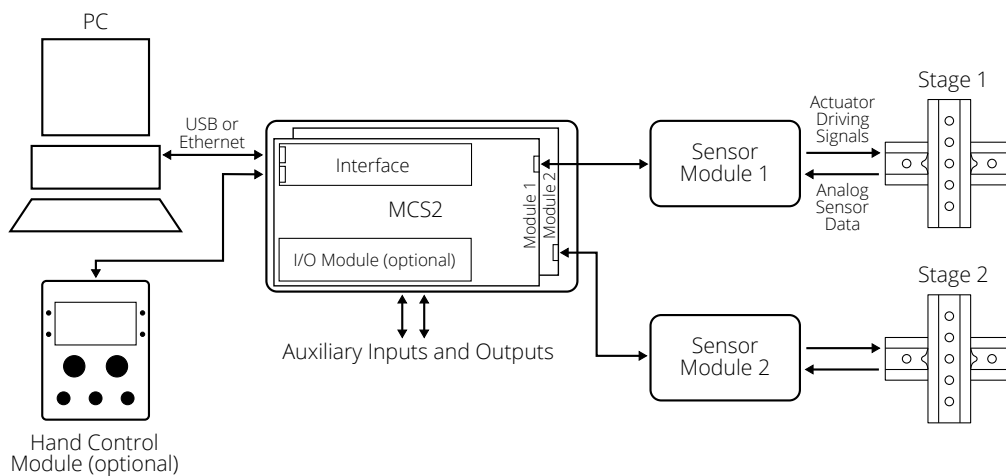 PC
USB or
Ethernet
Interface
MCS2
I/O Module (optional)
Module 1
Module 2
Auxiliary Inputs and Outputs
Hand Control
Module (optional)
Sensor
Module 1
Actuator
Driving
Signals
Analog
Sensor
Data
Stage 1
Sensor
Module 2
Stage 2